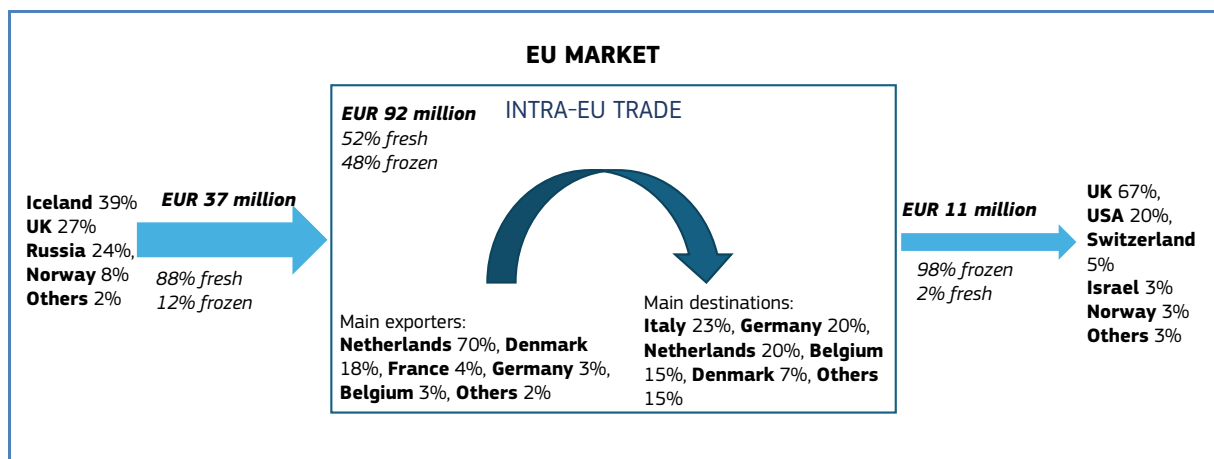 EU MARKET
EUR 92 million
52% fresh
48% frozen
INTRA-EU TRADE
Iceland 39%
UK 27%
Russia 24%,
Norway 8%
Others 2%
EUR 37 million
88% fresh
12% frozen
Main exporters:
Netherlands 70%, Denmark
18%, France 4%, Germany 3%,
Belgium 3%, Others 2%
Main destinations:
Italy 23%, Germany 20%,
Netherlands 20%, Belgium
15%, Denmark 7%, Others
15%
EUR 11 million
98% frozen
2% fresh
UK 67%,
USA 20%,
Switzerland
5%
Israel 3%
Norway 3%
Others 3%